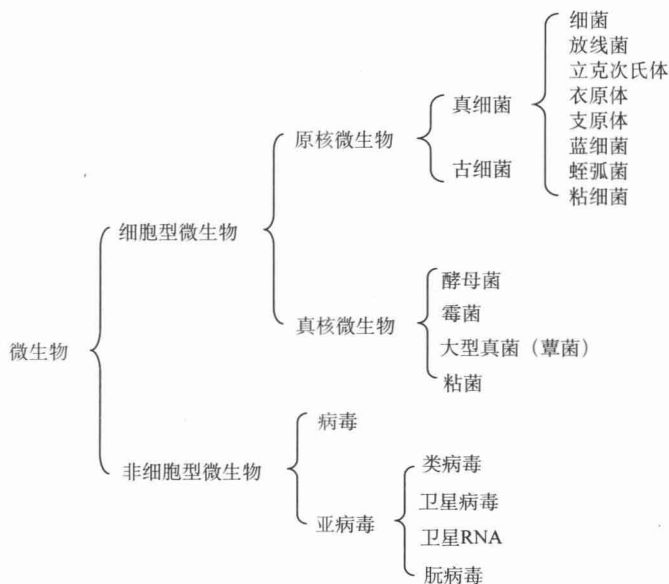 细菌
放线菌
立克次氏体
衣原体
支原体
蓝细菌
蛭弧菌
粘细菌
真细菌
古细菌
原核微生物
细胞型微生物
真核微生物
酵母菌
霉菌
大型真菌（蕈菌）
粘菌
微生物
非细胞型微生物
病毒
亚病毒
类病毒
卫星病毒
卫星RNA
朊病毒